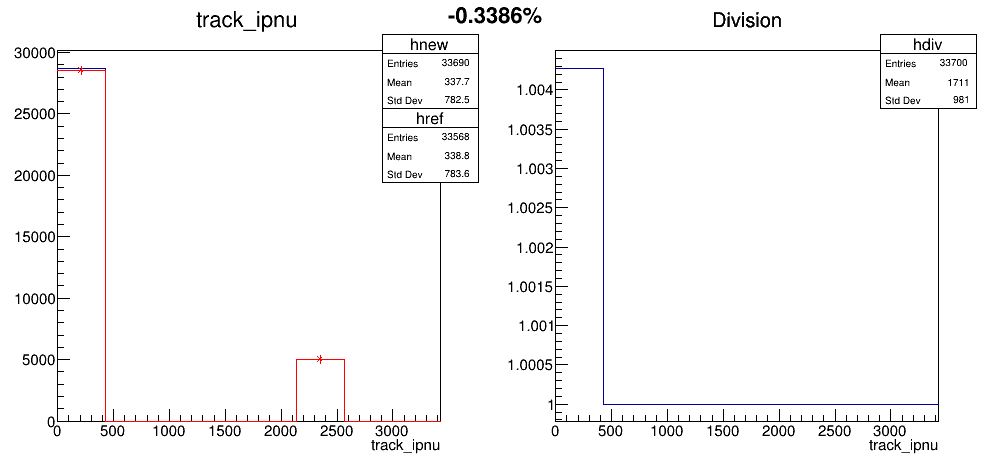 track_ipnu
-0.3386%
Division
hnew
Entries 33690
Mean 337.7
Std Dev 782.5
href
Entries 33568
Mean 338.8
Std Dev 783.6
30000
25000
20000
15000
10000
5000
0
0 500 1000 1500 2000 2500 3000
track_ipnu
hdiv
Entries 33700
Mean 1711
Std Dev 981
1.004
1.0035
1.003
1.0025
1.002
1.0015
1.001
1.0005
1
0 500 1000 1500 2000 2500 3000
track_ipnu